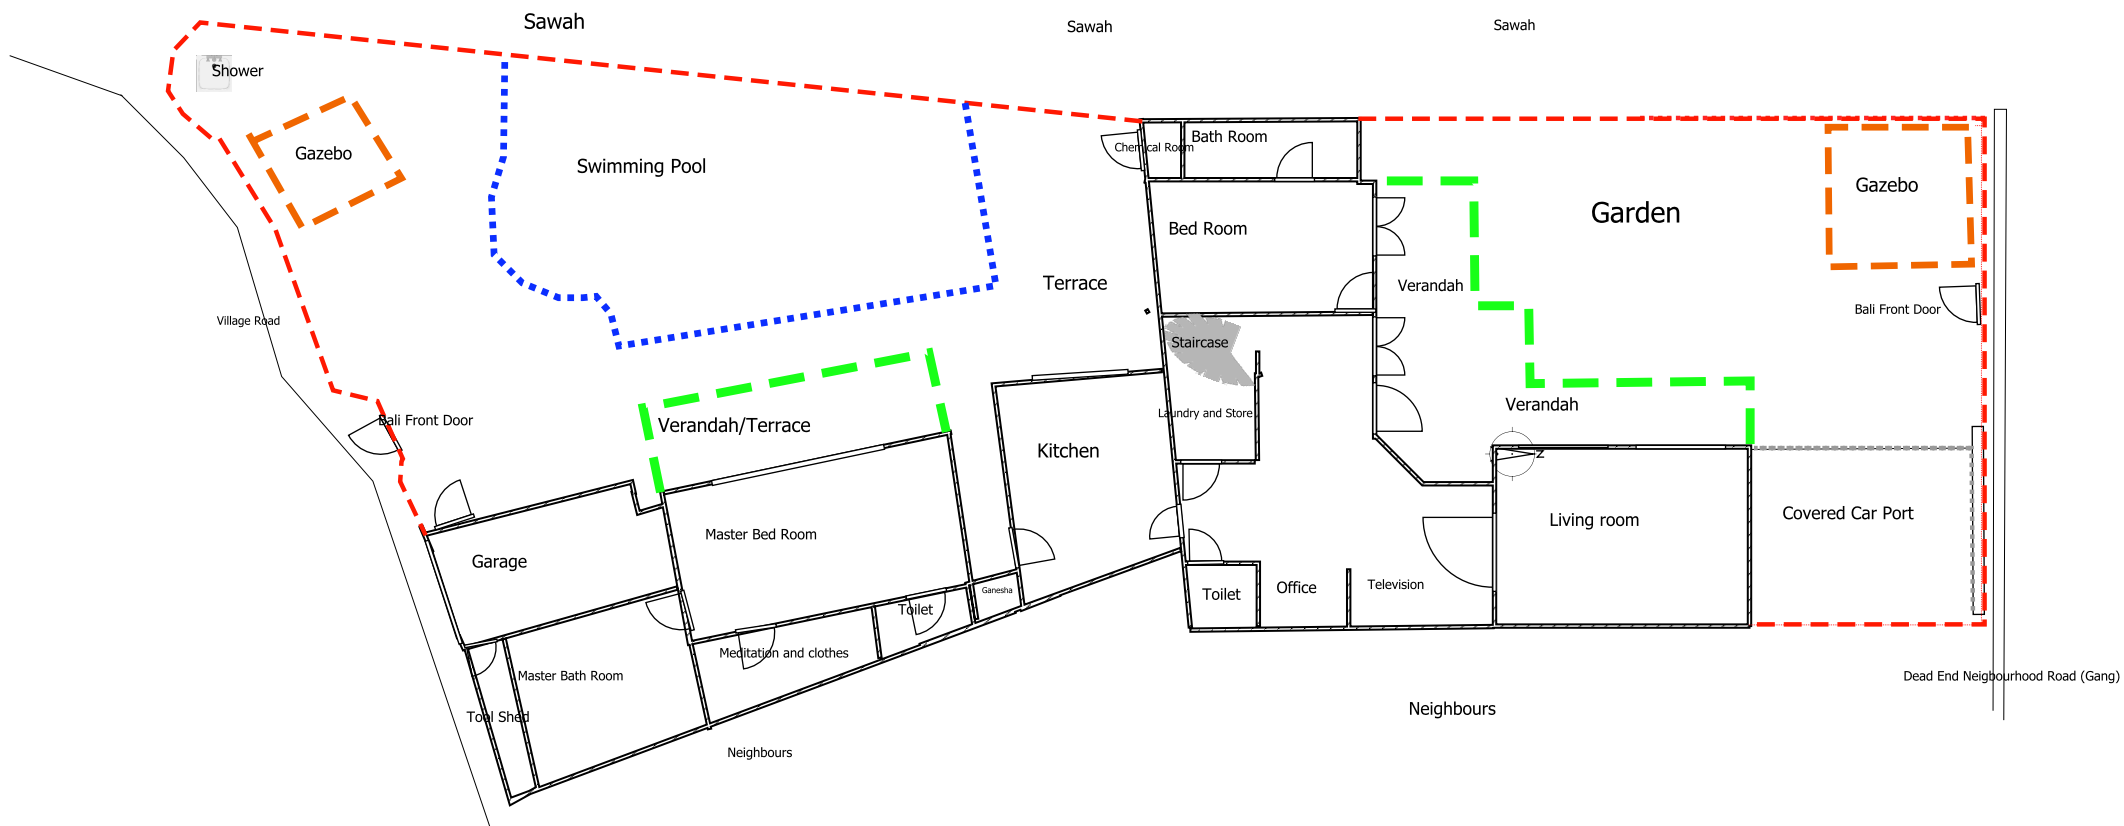 Sawah
Sawah
Sawah
Shower
Gazebo
Swimming Pool
Chemical Room
Bath Room
Bed Room
Garden
Gazebo
Terrace
Verandah
Village Road
Bali Front Door
Staircase
Verandah
Bali Front Door
Verandah/Terrace
Laundry and Store
Kitchen
N
Living room
Covered Car Port
Master Bed Room
Garage
Ganesha
Toilet
Toilet
Office
Television
Meditation and clothes
Master Bath Room
Tool Shed
Dead End Neigbourhood Road (Gang)
Neighbours
Neighbours